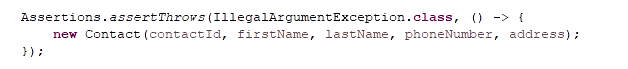 Assertions.assertThrows(IllegalArgumentException.class, () -> {
    new Contact(contactId, firstName, lastName, phoneNumber, address);
});